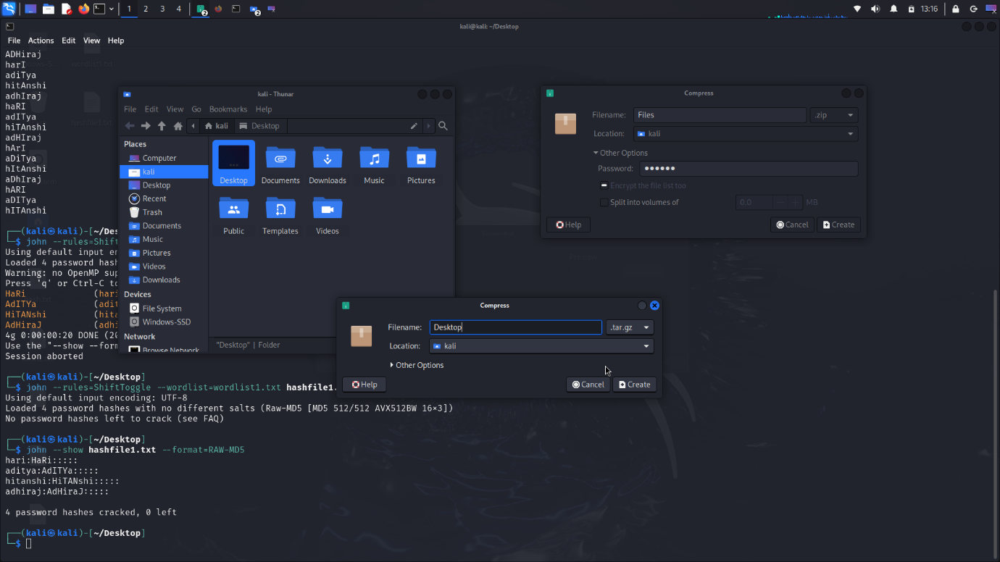 1 2 3 4 2 2 13:16
kali@kali: ~/Desktop
File Actions Edit View Help
ADHiraj
harI
adiTya
hitAnshi
adhIraj
haRI
adITya
hiTAnshi
adHIraj
hArI
aDiTya
hItAnshi
aDhIraj
hARI
aDITya
hITAnshi
┌──(kali㉿kali)-[~/Des
└─$ john --rules=ShiftT
Using default input en
Loaded 4 password hash
Warning: no OpenMP sup
Press 'q' or Ctrl-C to
HaRi (hari
AdITYa (adit
HiTANshi (hita
AdHiraJ (adhi
4g 0:00:00:20 DONE (20
Use the "--show --form
Session aborted
┌──(kali㉿kali)-[~/Desktop]
└─$ john --rules=ShiftToggle --wordlist=wordlist1.txt hashfile1.
Using default input encoding: UTF-8
Loaded 4 password hashes with no different salts (Raw-MD5 [MD5 512/512 AVX512BW 16×3])
No password hashes left to crack (see FAQ)
┌──(kali㉿kali)-[~/Desktop]
└─$ john --show hashfile1.txt --format=RAW-MD5
hari:HaRi:::::
aditya:AdITYa:::::
hitanshi:HiTANshi:::::
adhiraj:AdHiraJ:::::
4 password hashes cracked, 0 left
┌──(kali㉿kali)-[~/Desktop]
└─$
kali - Thunar
File Edit View Go Bookmarks Help
kali Desktop
Places
Computer
kali
Desktop
Recent
Trash
Documents
Music
Pictures
Videos
Downloads
Devices
File System
Windows-SSD
Network
Browse Network
Desktop Documents Downloads Music Pictures
Public Templates Videos
"Desktop" | Folder
Compress
Filename: Files .zip
Location: kali
Other Options
Password: ●●●●●●
Encrypt the file list too
Split into volumes of 0.0 MB
Help Cancel Create
Compress
Filename: Desktop .tar.gz
Location: kali
Other Options
Help Cancel Create